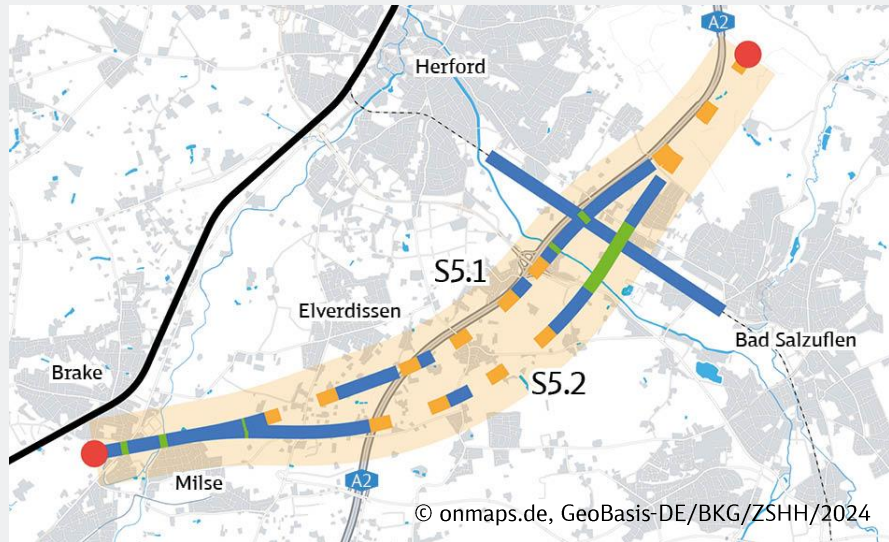 A2
Herford
S5.1
Elverdissen
Bad Salzuflen
Brake
S5.2
A2
Milse
© onmaps.de, GeoBasis-DE/BKG/ZSHH/2024